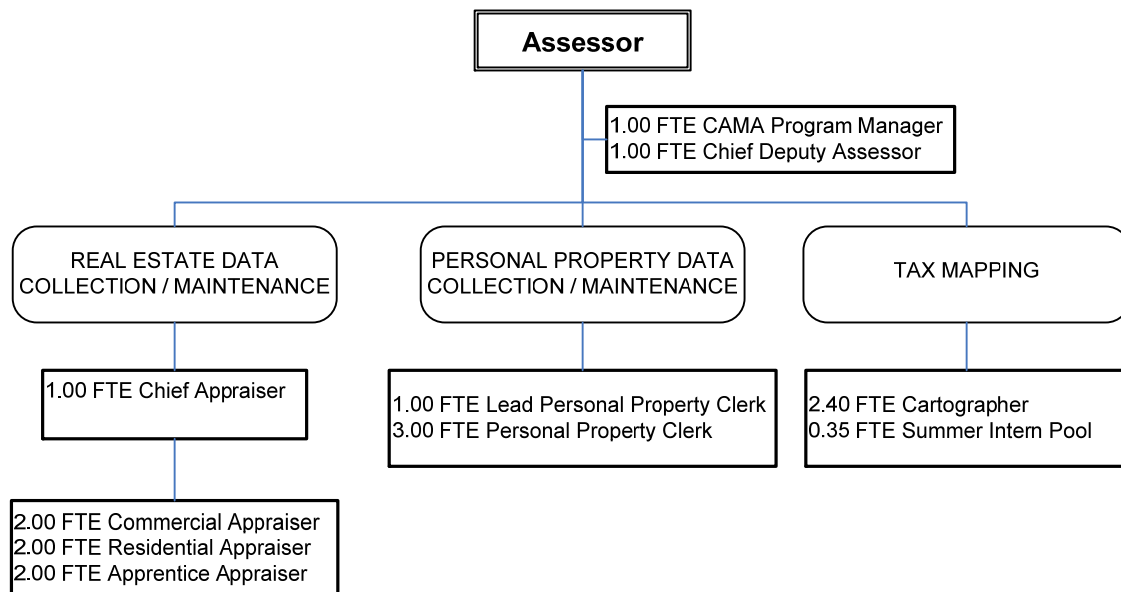 Assessor
1.00 FTE CAMA Program Manager
1.00 FTE Chief Deputy Assessor
REAL ESTATE DATA
COLLECTION / MAINTENANCE
PERSONAL PROPERTY DATA
COLLECTION / MAINTENANCE
TAX MAPPING
1.00 FTE Chief Appraiser
1.00 FTE Lead Personal Property Clerk
3.00 FTE Personal Property Clerk
2.40 FTE Cartographer
0.35 FTE Summer Intern Pool
2.00 FTE Commercial Appraiser
2.00 FTE Residential Appraiser
2.00 FTE Apprentice Appraiser